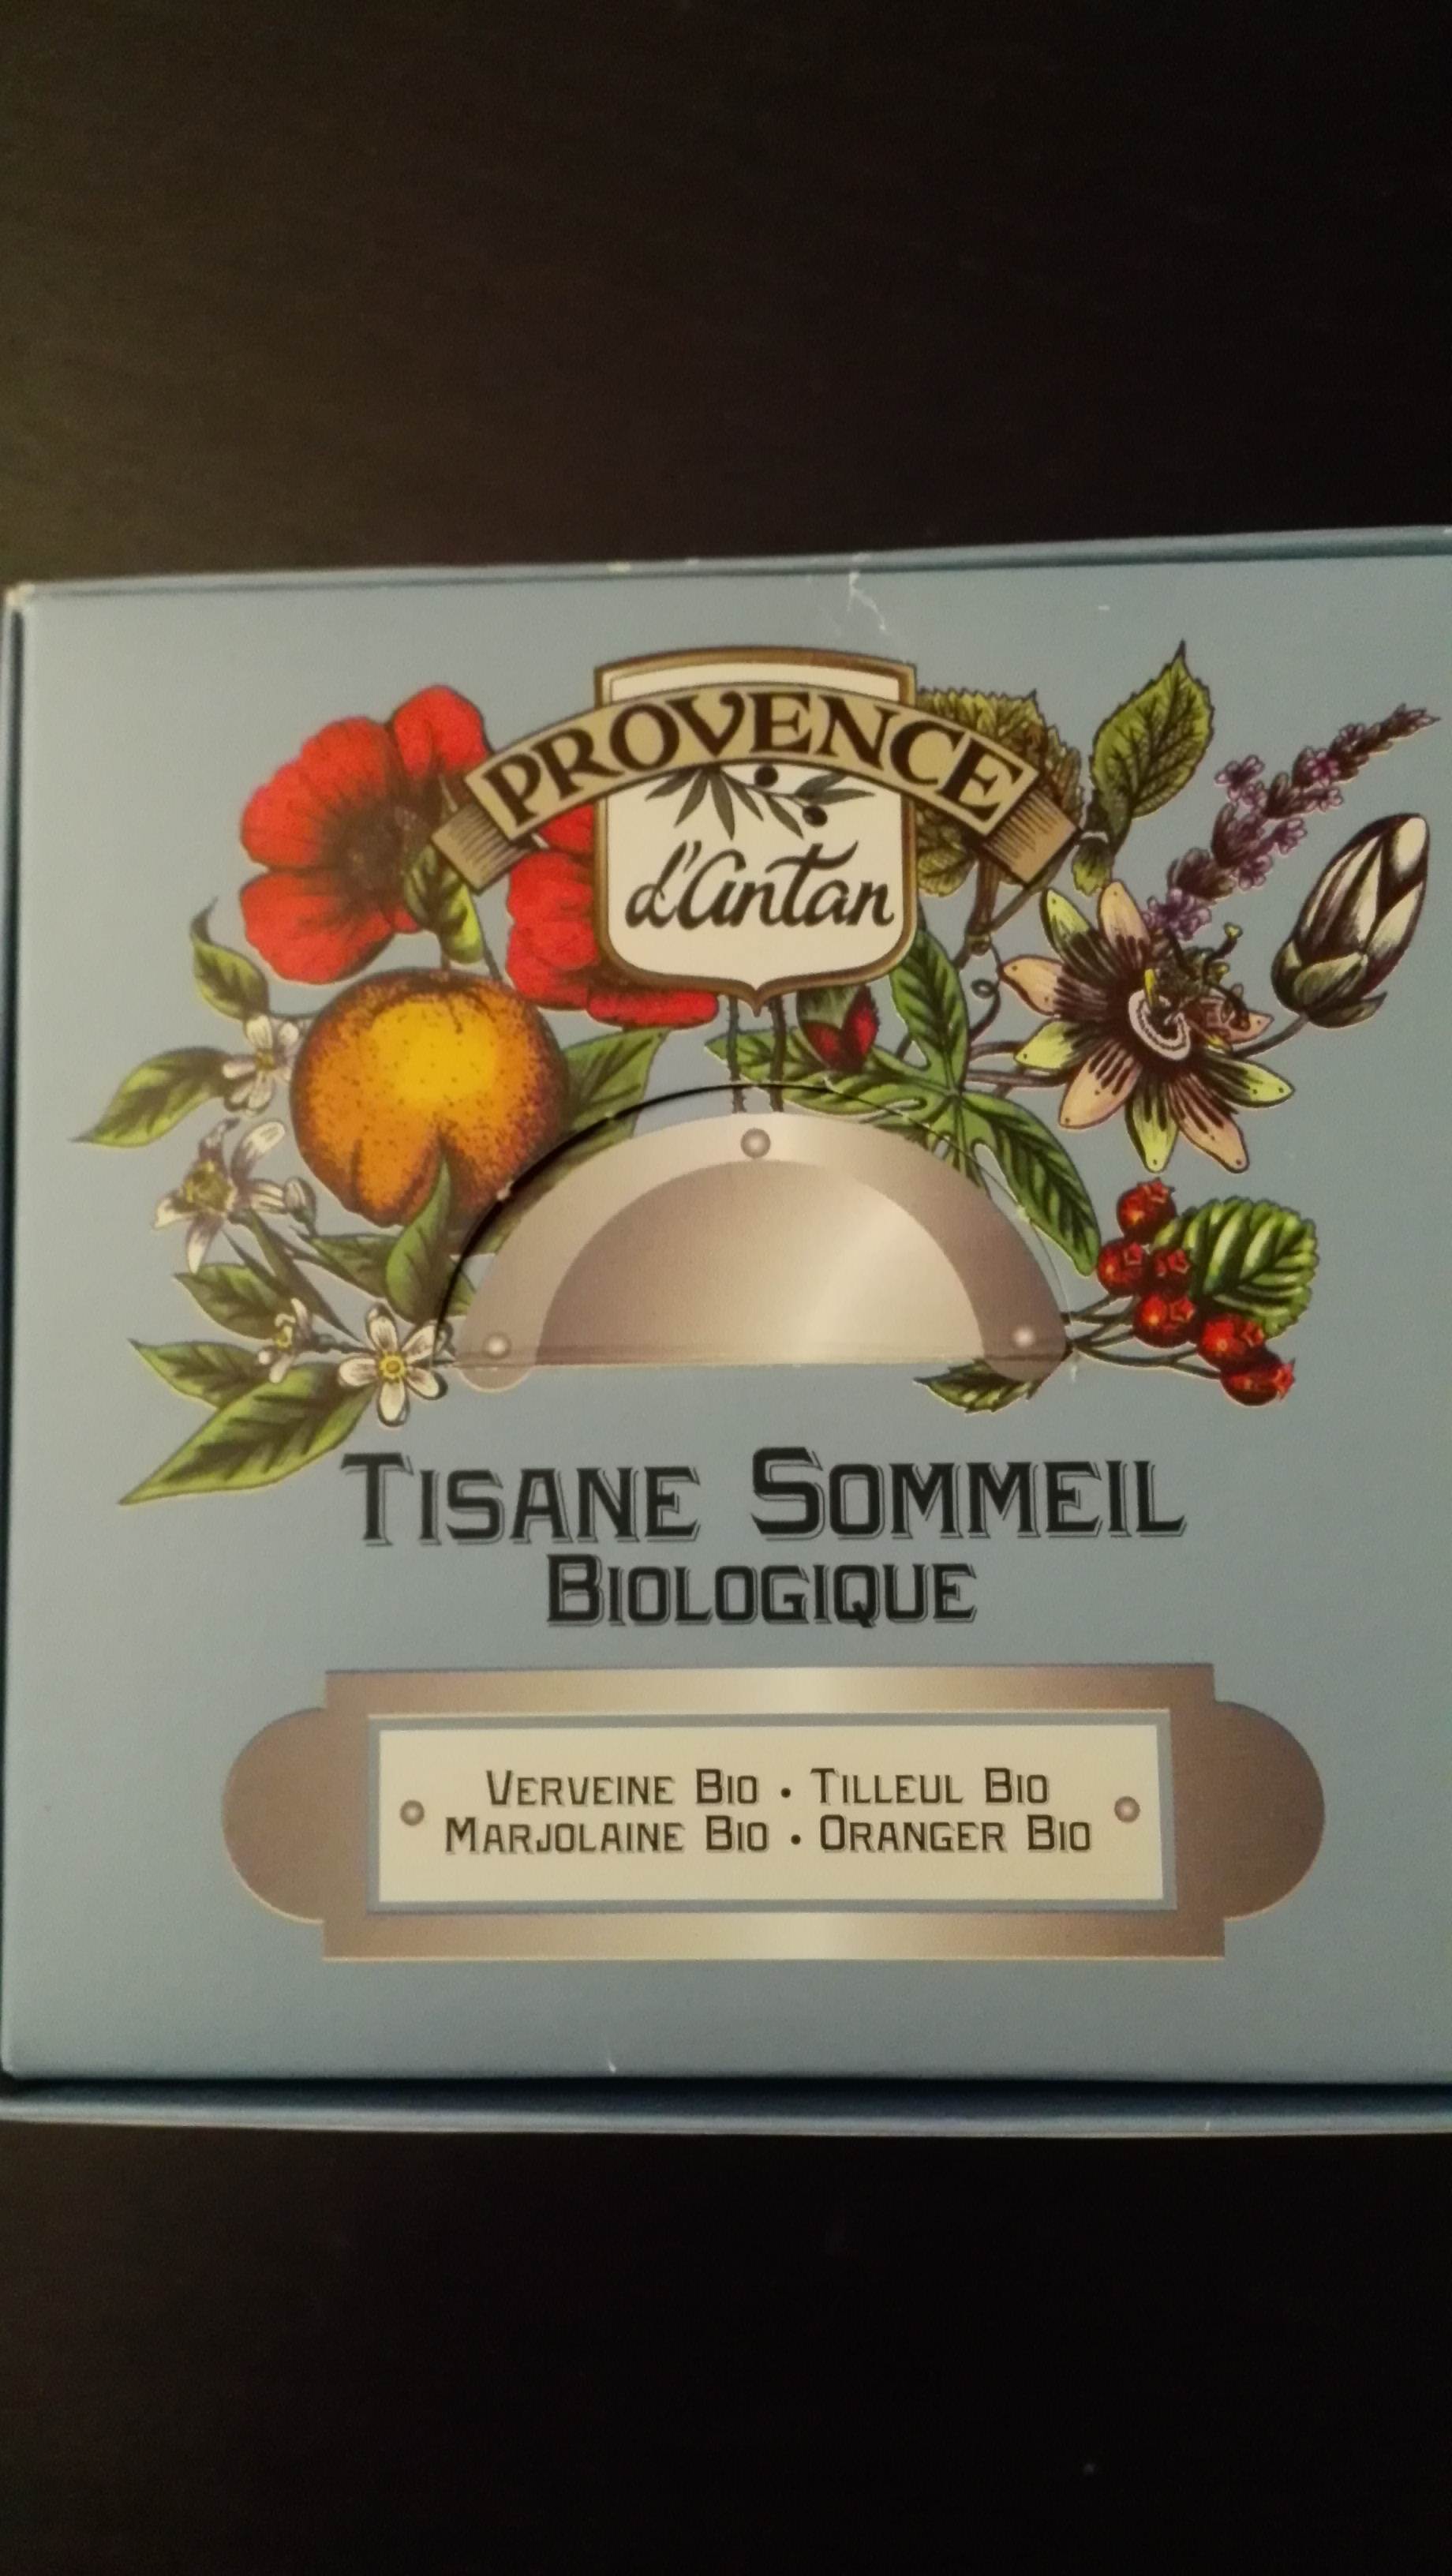 PROVENCE
d'Antan
TISANE SOMMEIL
BIOLOGIQUE
VERVEINE BIO • TILLEUL BIO
MARJOLAINE BIO • ORANGER BIO